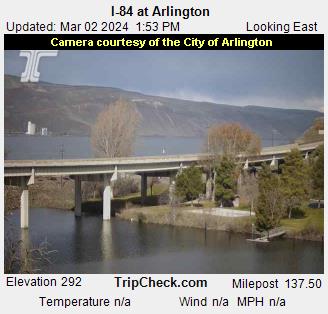 I-84 at Arlington
Updated: Mar 02 2024 1:53 PM Looking East
Camera courtesy of the City of Arlington
Elevation 292 TripCheck.com Milepost 137.50
Temperature n/a Wind n/a MPH n/a